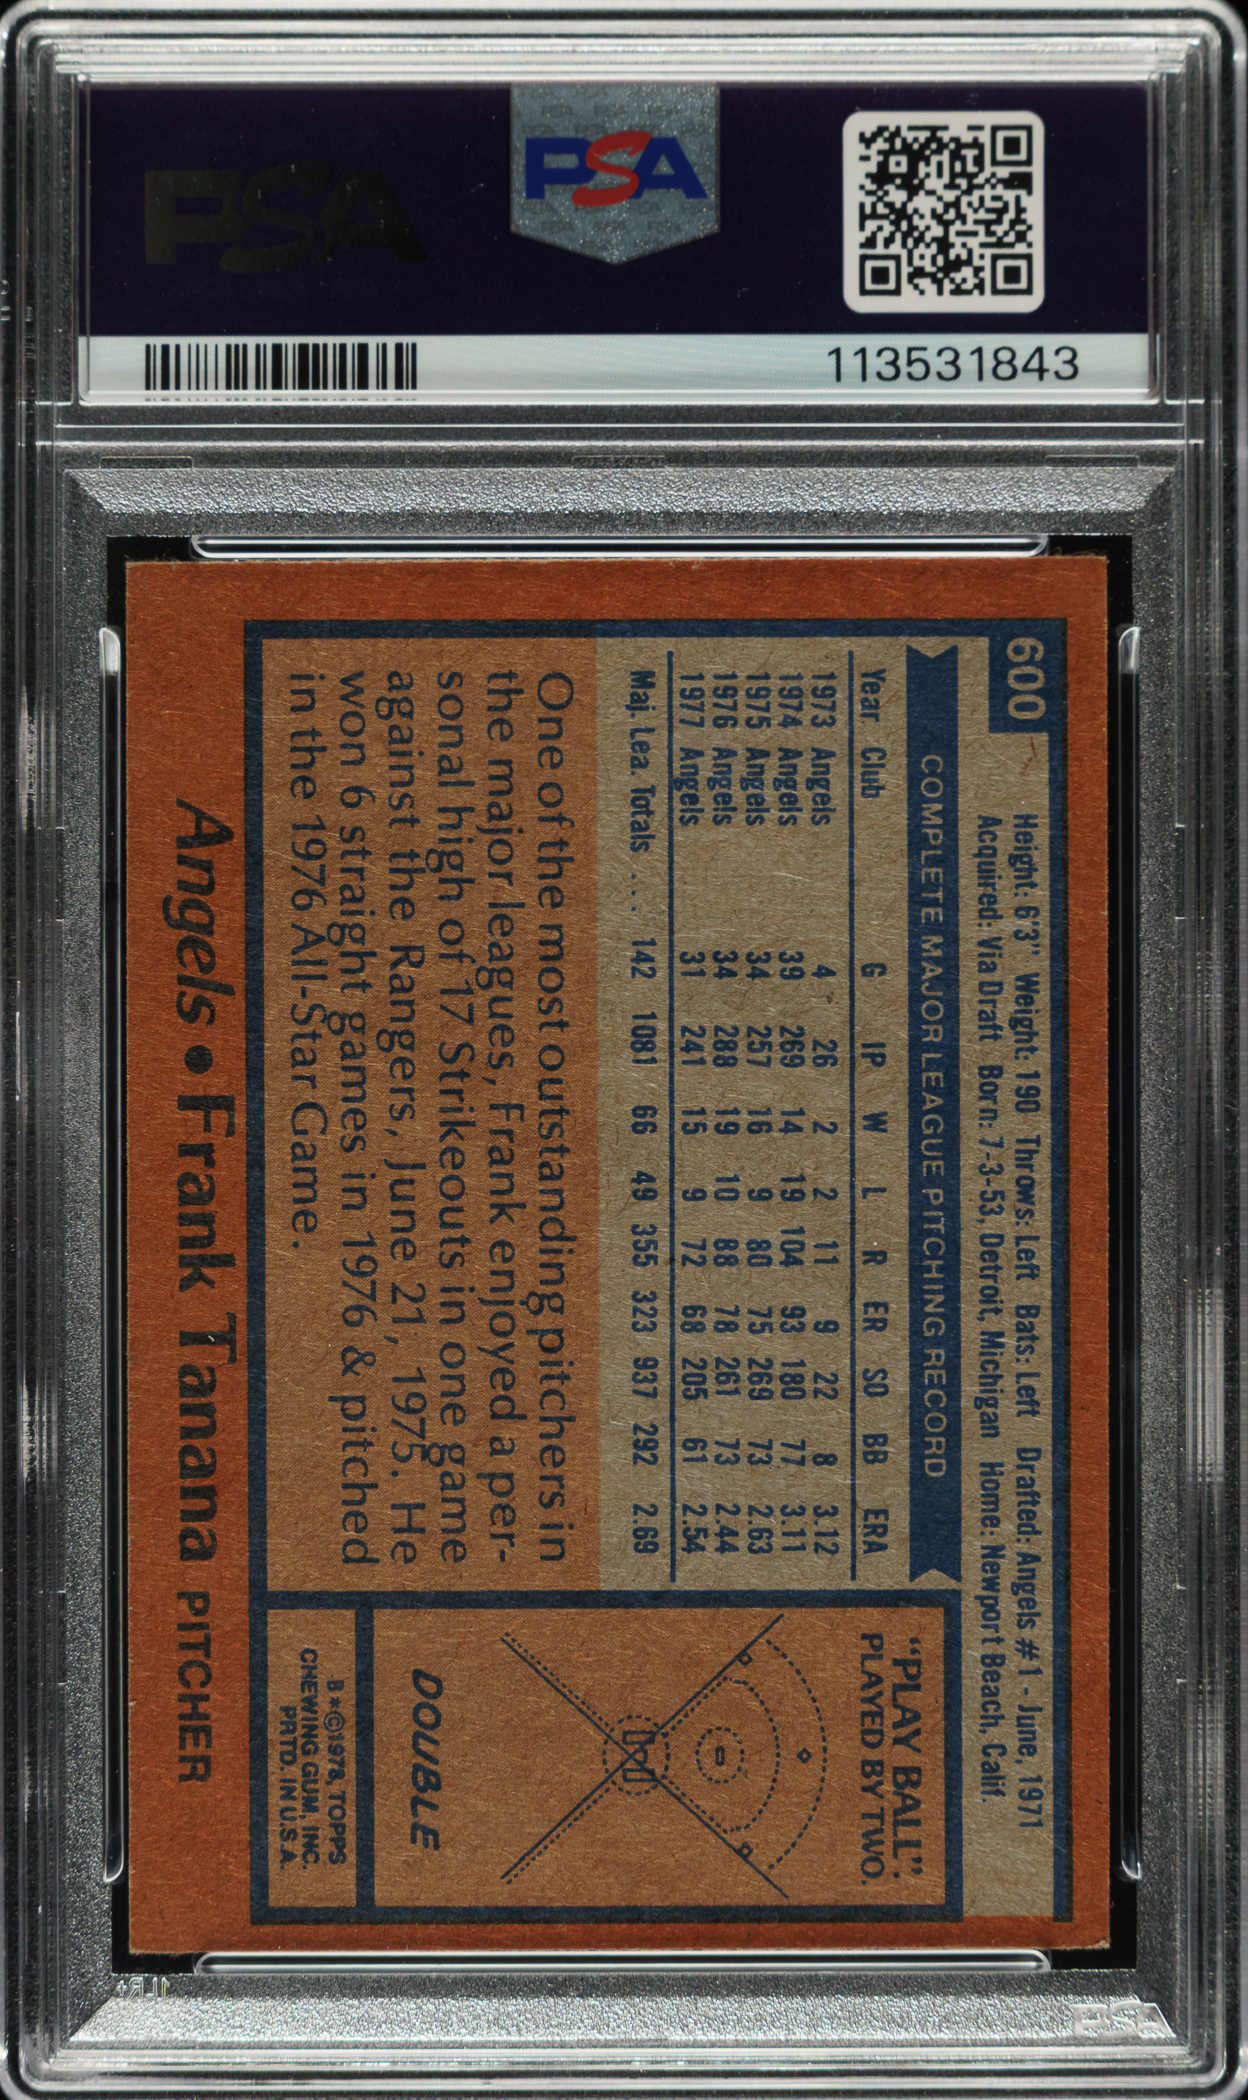 PSA
PSA
113531843
600
Height: 6'3" Weight: 190 Throws: Left Bats: Left Drafted: Angels #1 - June, 1971
Acquired: Via Draft Born: 7-3-53, Detroit, Michigan Home: Newport Beach, Calif.
COMPLETE MAJOR LEAGUE PITCHING RECORD
Year Club G IP W L R ER SO BB ERA
1973 Angels 4 26 2 2 11 9 22 8 3.12
1974 Angels 39 269 14 19 104 93 180 77 3.11
1975 Angels 34 257 16 9 80 75 269 73 2.63
1976 Angels 34 288 19 10 88 78 261 73 2.44
1977 Angels 31 241 15 9 72 68 205 61 2.54
Maj. Lea. Totals ... 142 1081 66 49 355 323 937 292 2.69
One of the most outstanding pitchers in
the major leagues, Frank enjoyed a per-
sonal high of 17 Strikeouts in one game
against the Rangers, June 21, 1975. He
won 6 straight games in 1976 & pitched
in the 1976 All-Star Game.
"PLAY BALL":
PLAYED BY TWO.
DOUBLE
B*©1978, TOPPS
CHEWING GUM, INC.
PRTD. IN U.S.A.
Angels • Frank Tanana PITCHER